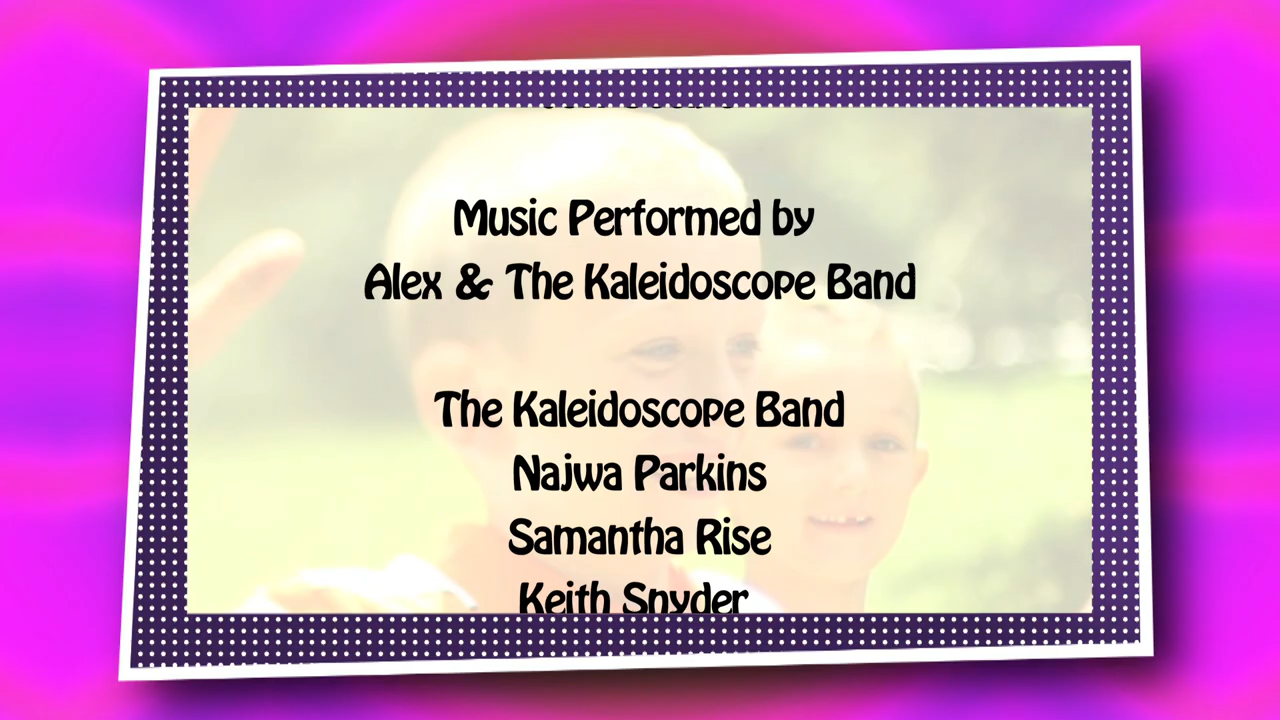 Music Performed by
Alex & The Kaleidoscope Band
The Kaleidoscope Band
Najwa Parkins
Samantha Rise
Keith Snyder